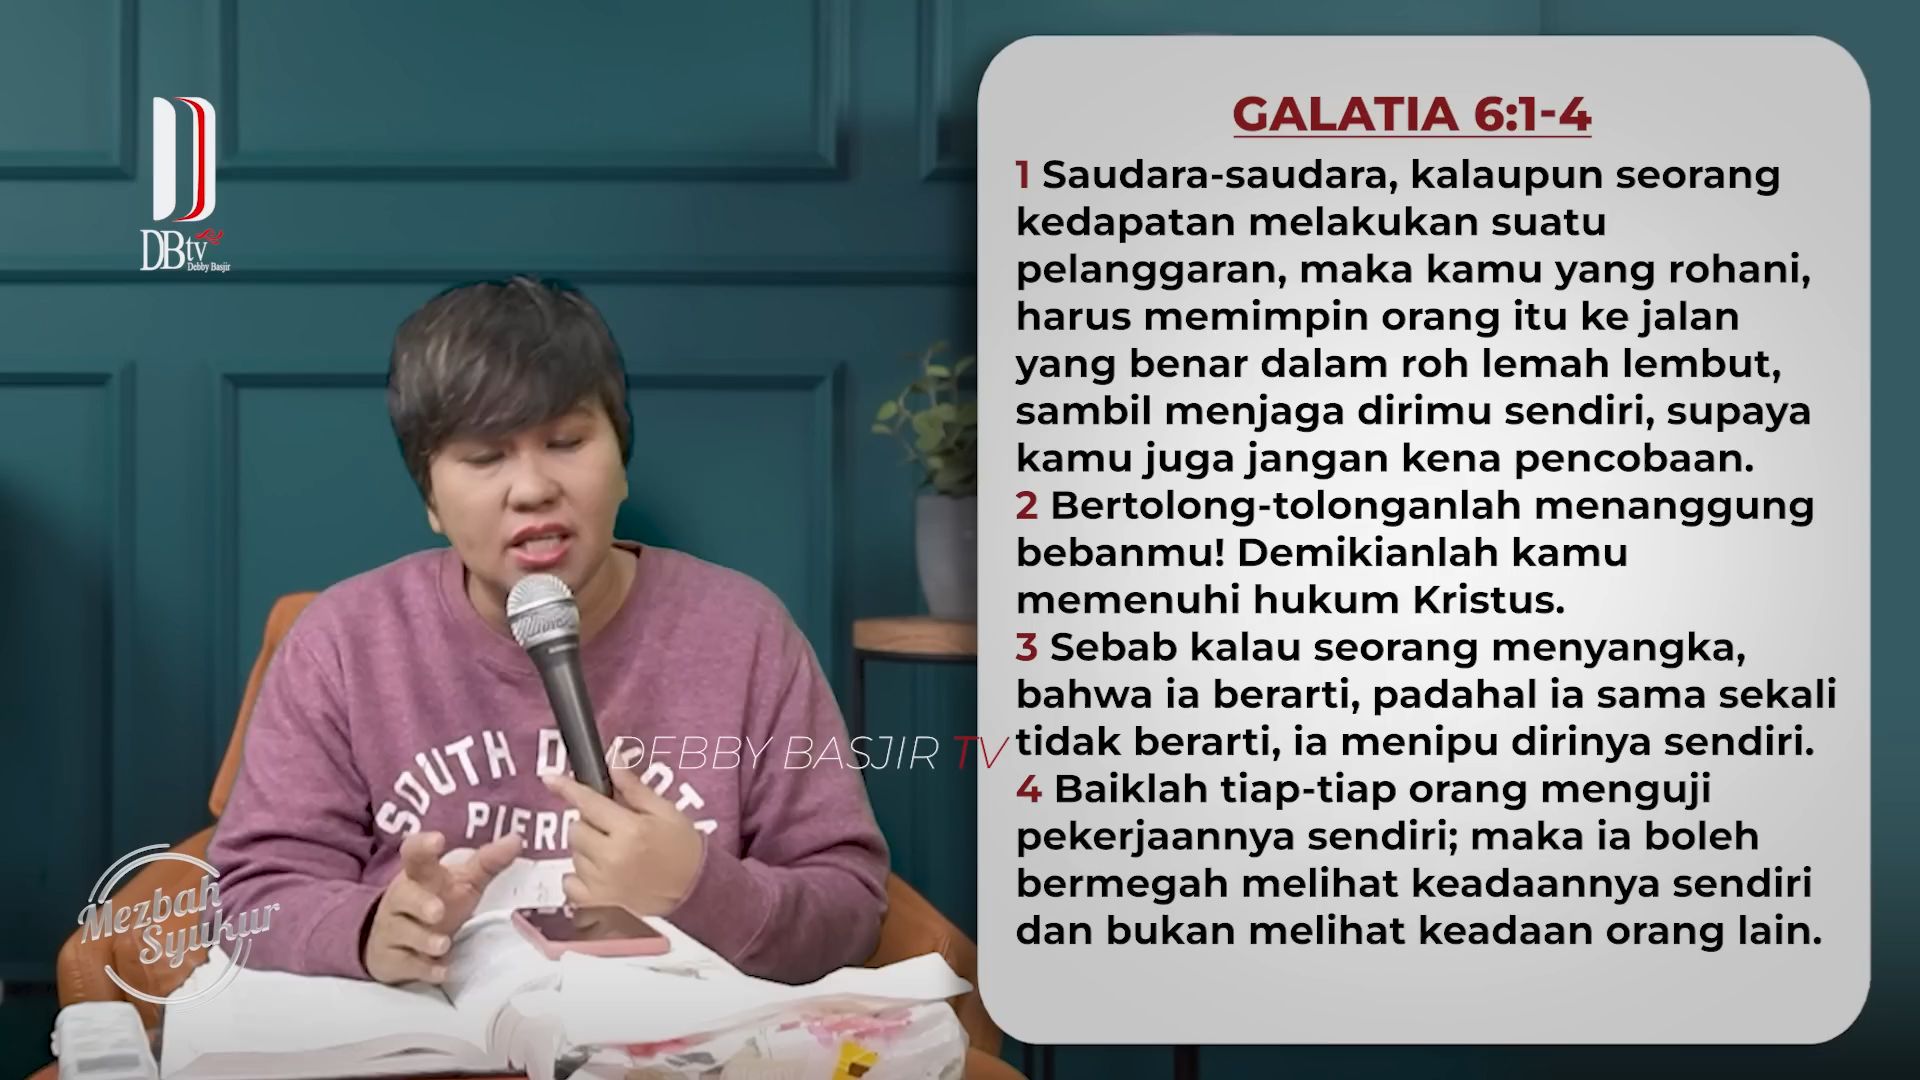 DBtv
Debby Basjir
GALATIA 6:1-4
1 Saudara-saudara, kalaupun seorang
kedapatan melakukan suatu
pelanggaran, maka kamu yang rohani,
harus memimpin orang itu ke jalan
yang benar dalam roh lemah lembut,
sambil menjaga dirimu sendiri, supaya
kamu juga jangan kena pencobaan.
2 Bertolong-tolonganlah menanggung
bebanmu! Demikianlah kamu
memenuhi hukum Kristus.
3 Sebab kalau seorang menyangka,
bahwa ia berarti, padahal ia sama sekali
tidak berarti, ia menipu dirinya sendiri.
4 Baiklah tiap-tiap orang menguji
pekerjaannya sendiri; maka ia boleh
bermegah melihat keadaannya sendiri
dan bukan melihat keadaan orang lain.
DEBBY BASJIR TV
SOUTH
Mezbah
Syukur